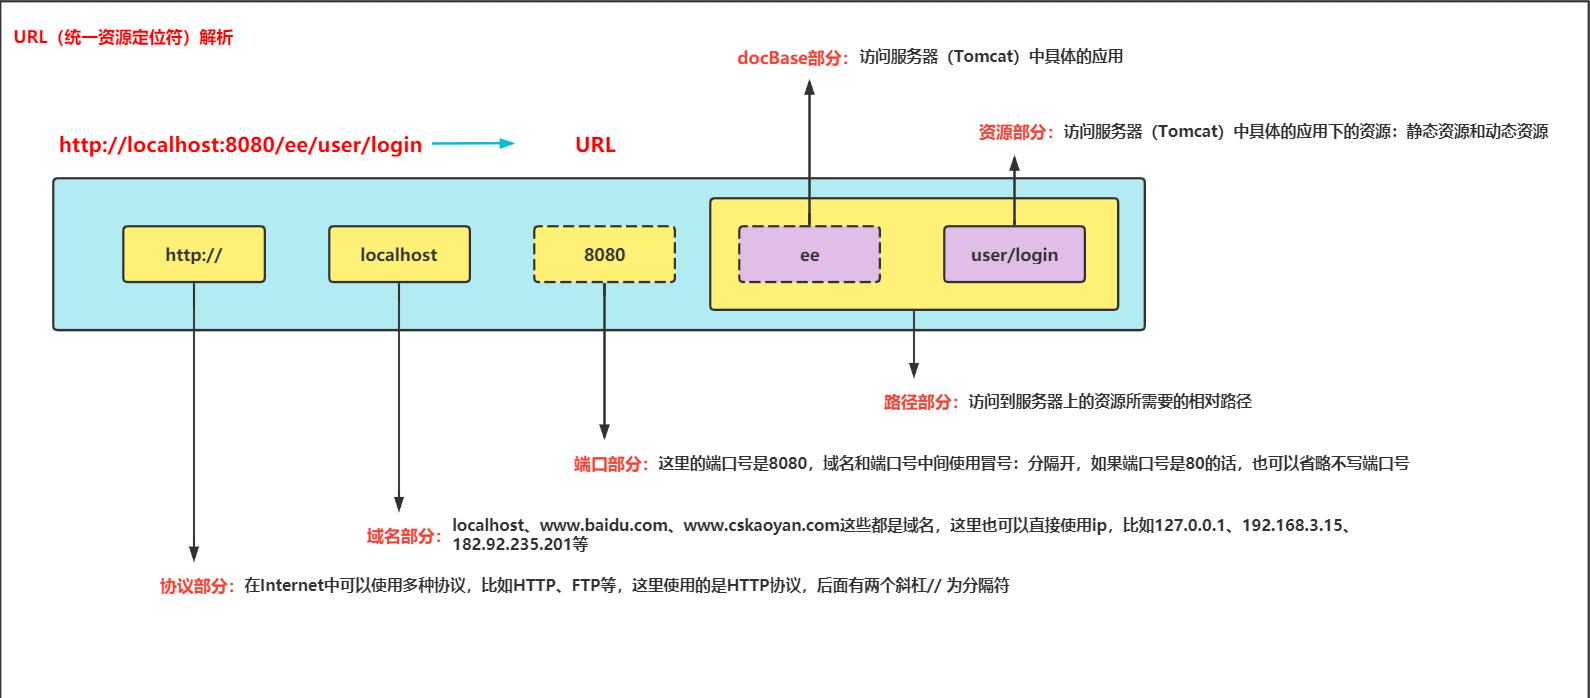 URL（统一资源定位符）解析
docBase部分：访问服务器（Tomcat）中具体的应用
资源部分：访问服务器（Tomcat）中具体的应用下的资源：静态资源和动态资源
http://localhost:8080/ee/user/login
URL
http://
localhost
8080
ee
user/login
路径部分：访问到服务器上的资源所需要的相对路径
端口部分：这里的端口号是8080，域名和端口号中间使用冒号：分隔开，如果端口号是80的话，也可以省略不写端口号
域名部分：localhost、www.baidu.com、www.cskaoyan.com这些都是域名，这里也可以直接使用ip，比如127.0.0.1、192.168.3.15、
182.92.235.201等
协议部分：在Internet中可以使用多种协议，比如HTTP、FTP等，这里使用的是HTTP协议，后面有两个斜杠// 为分隔符